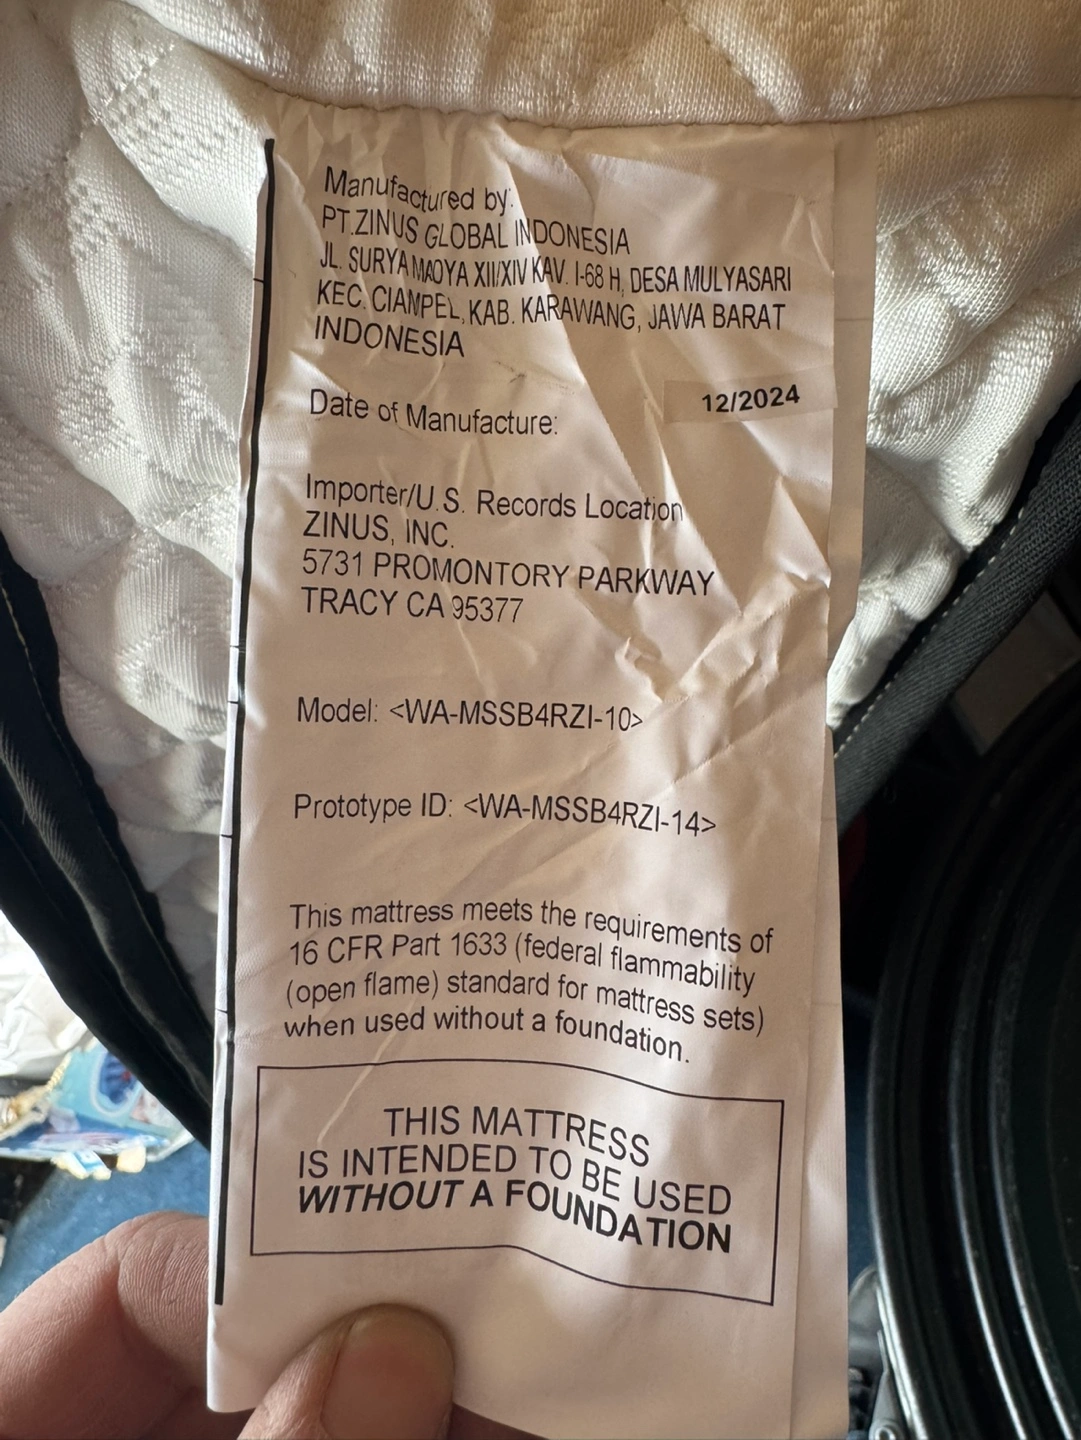 Manufactured by:
PT.ZINUS GLOBAL INDONESIA
JL. SURYA MADYA XII/XIV KAV. I-68 H, DESA MULYASARI
KEC. CIAMPEL, KAB. KARAWANG, JAWA BARAT
INDONESIA
Date of Manufacture: 12/2024
Importer/U.S. Records Location
ZINUS, INC.
5731 PROMONTORY PARKWAY
TRACY CA 95377
Model: <WA-MSSB4RZI-10>
Prototype ID: <WA-MSSB4RZI-14>
This mattress meets the requirements of
16 CFR Part 1633 (federal flammability
(open flame) standard for mattress sets)
when used without a foundation.
THIS MATTRESS
IS INTENDED TO BE USED
WITHOUT A FOUNDATION